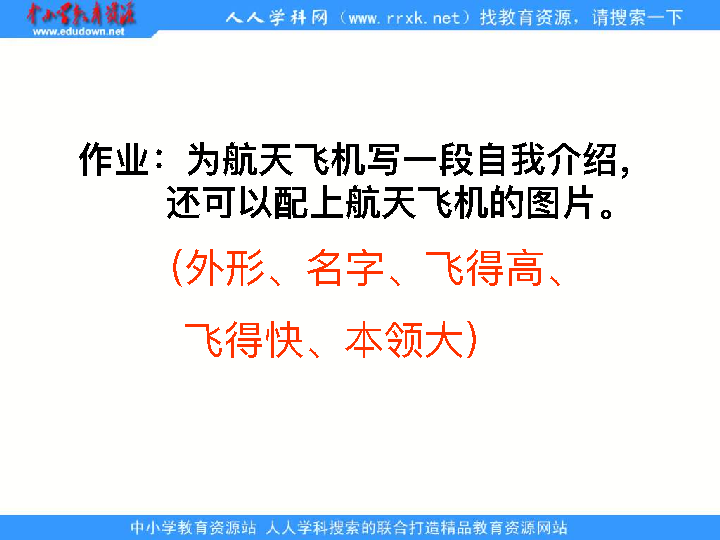 中小学教育资源
www.edudown.net
人人学科网（www.rrxk.net）找教育资源，请搜索一下
作业：为航天飞机写一段自我介绍，
还可以配上航天飞机的图片。
（外形、名字、飞得高、
飞得快、本领大）
中小学教育资源站 人人学科搜索的联合打造精品教育资源网站